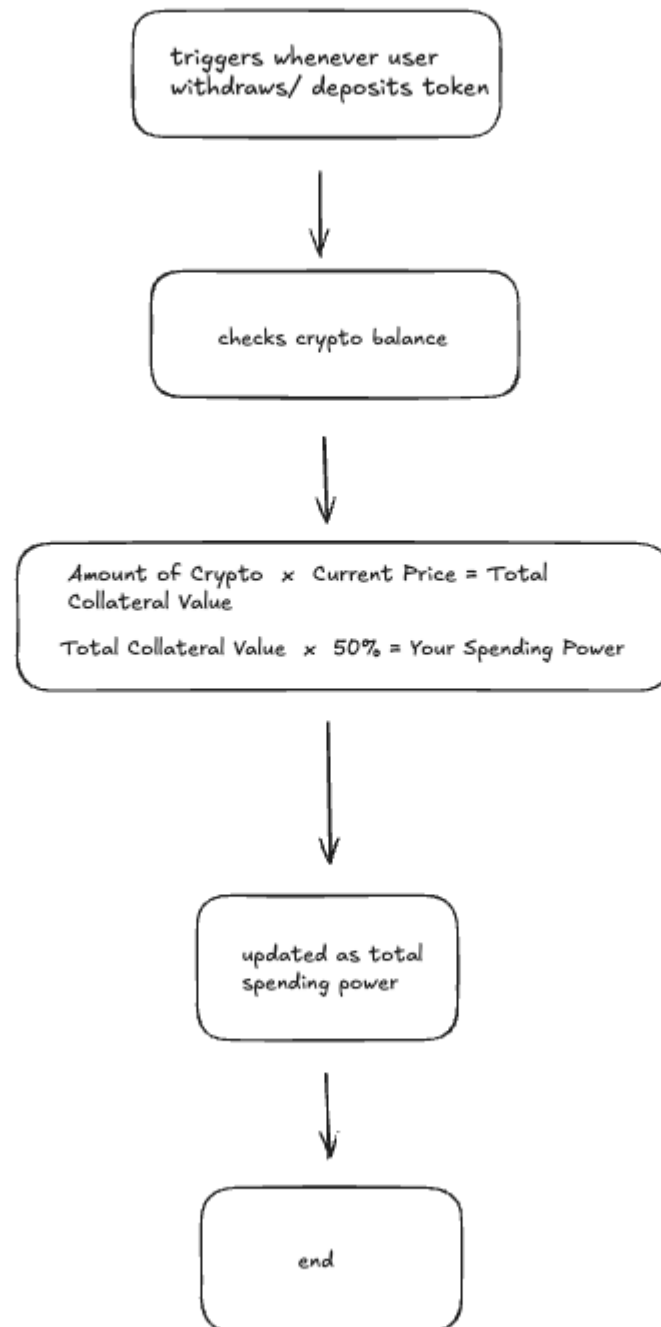 triggers whenever user
withdraws/ deposits token
checks crypto balance
Amount of Crypto x Current Price = Total
Collateral Value
Total Collateral Value x 50% = Your Spending Power
updated as total
spending power
end